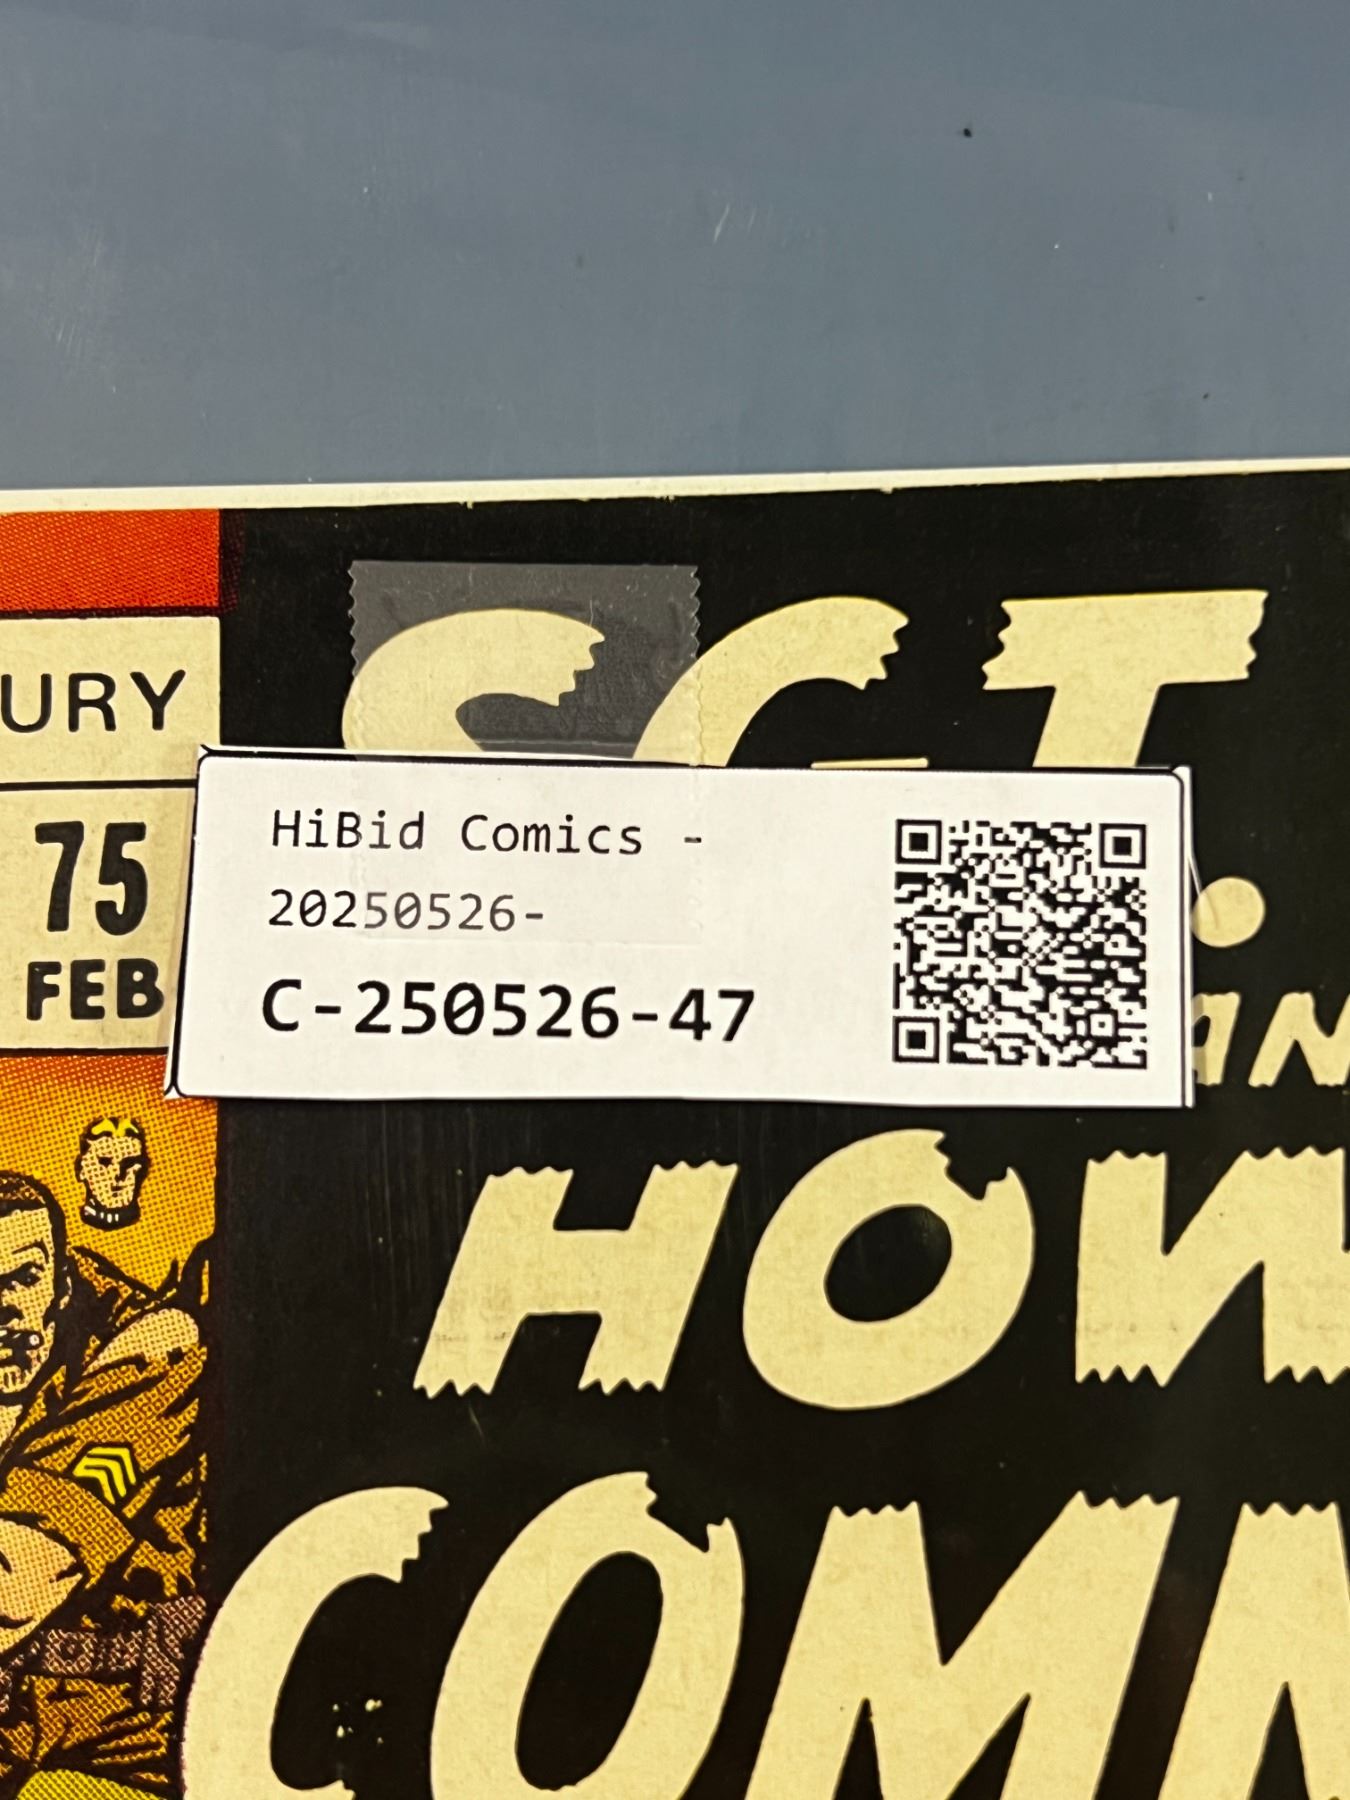 URY
75
FEB
SGT.
HiBid Comics -
20250526-
C-250526-47
AN
HOW
COMM